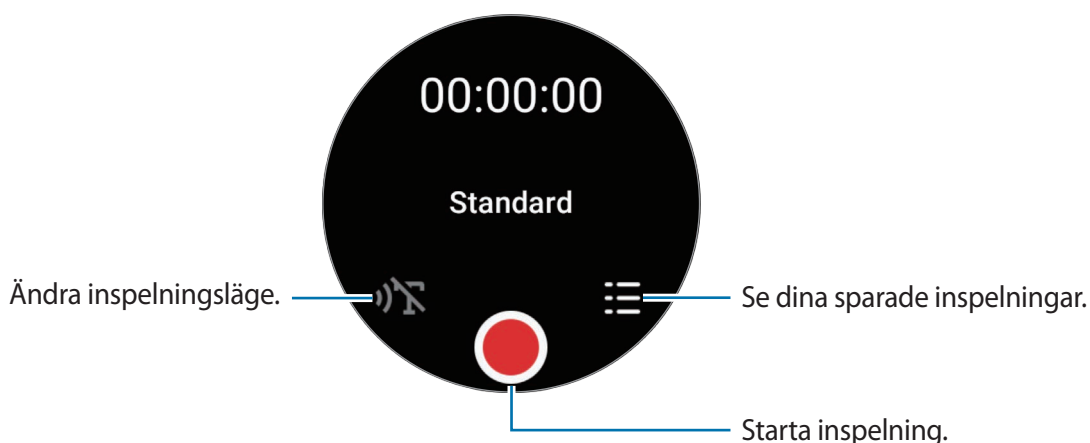 00:00:00
Standard
Ändra inspelningsläge.
Se dina sparade inspelningar.
Starta inspelning.